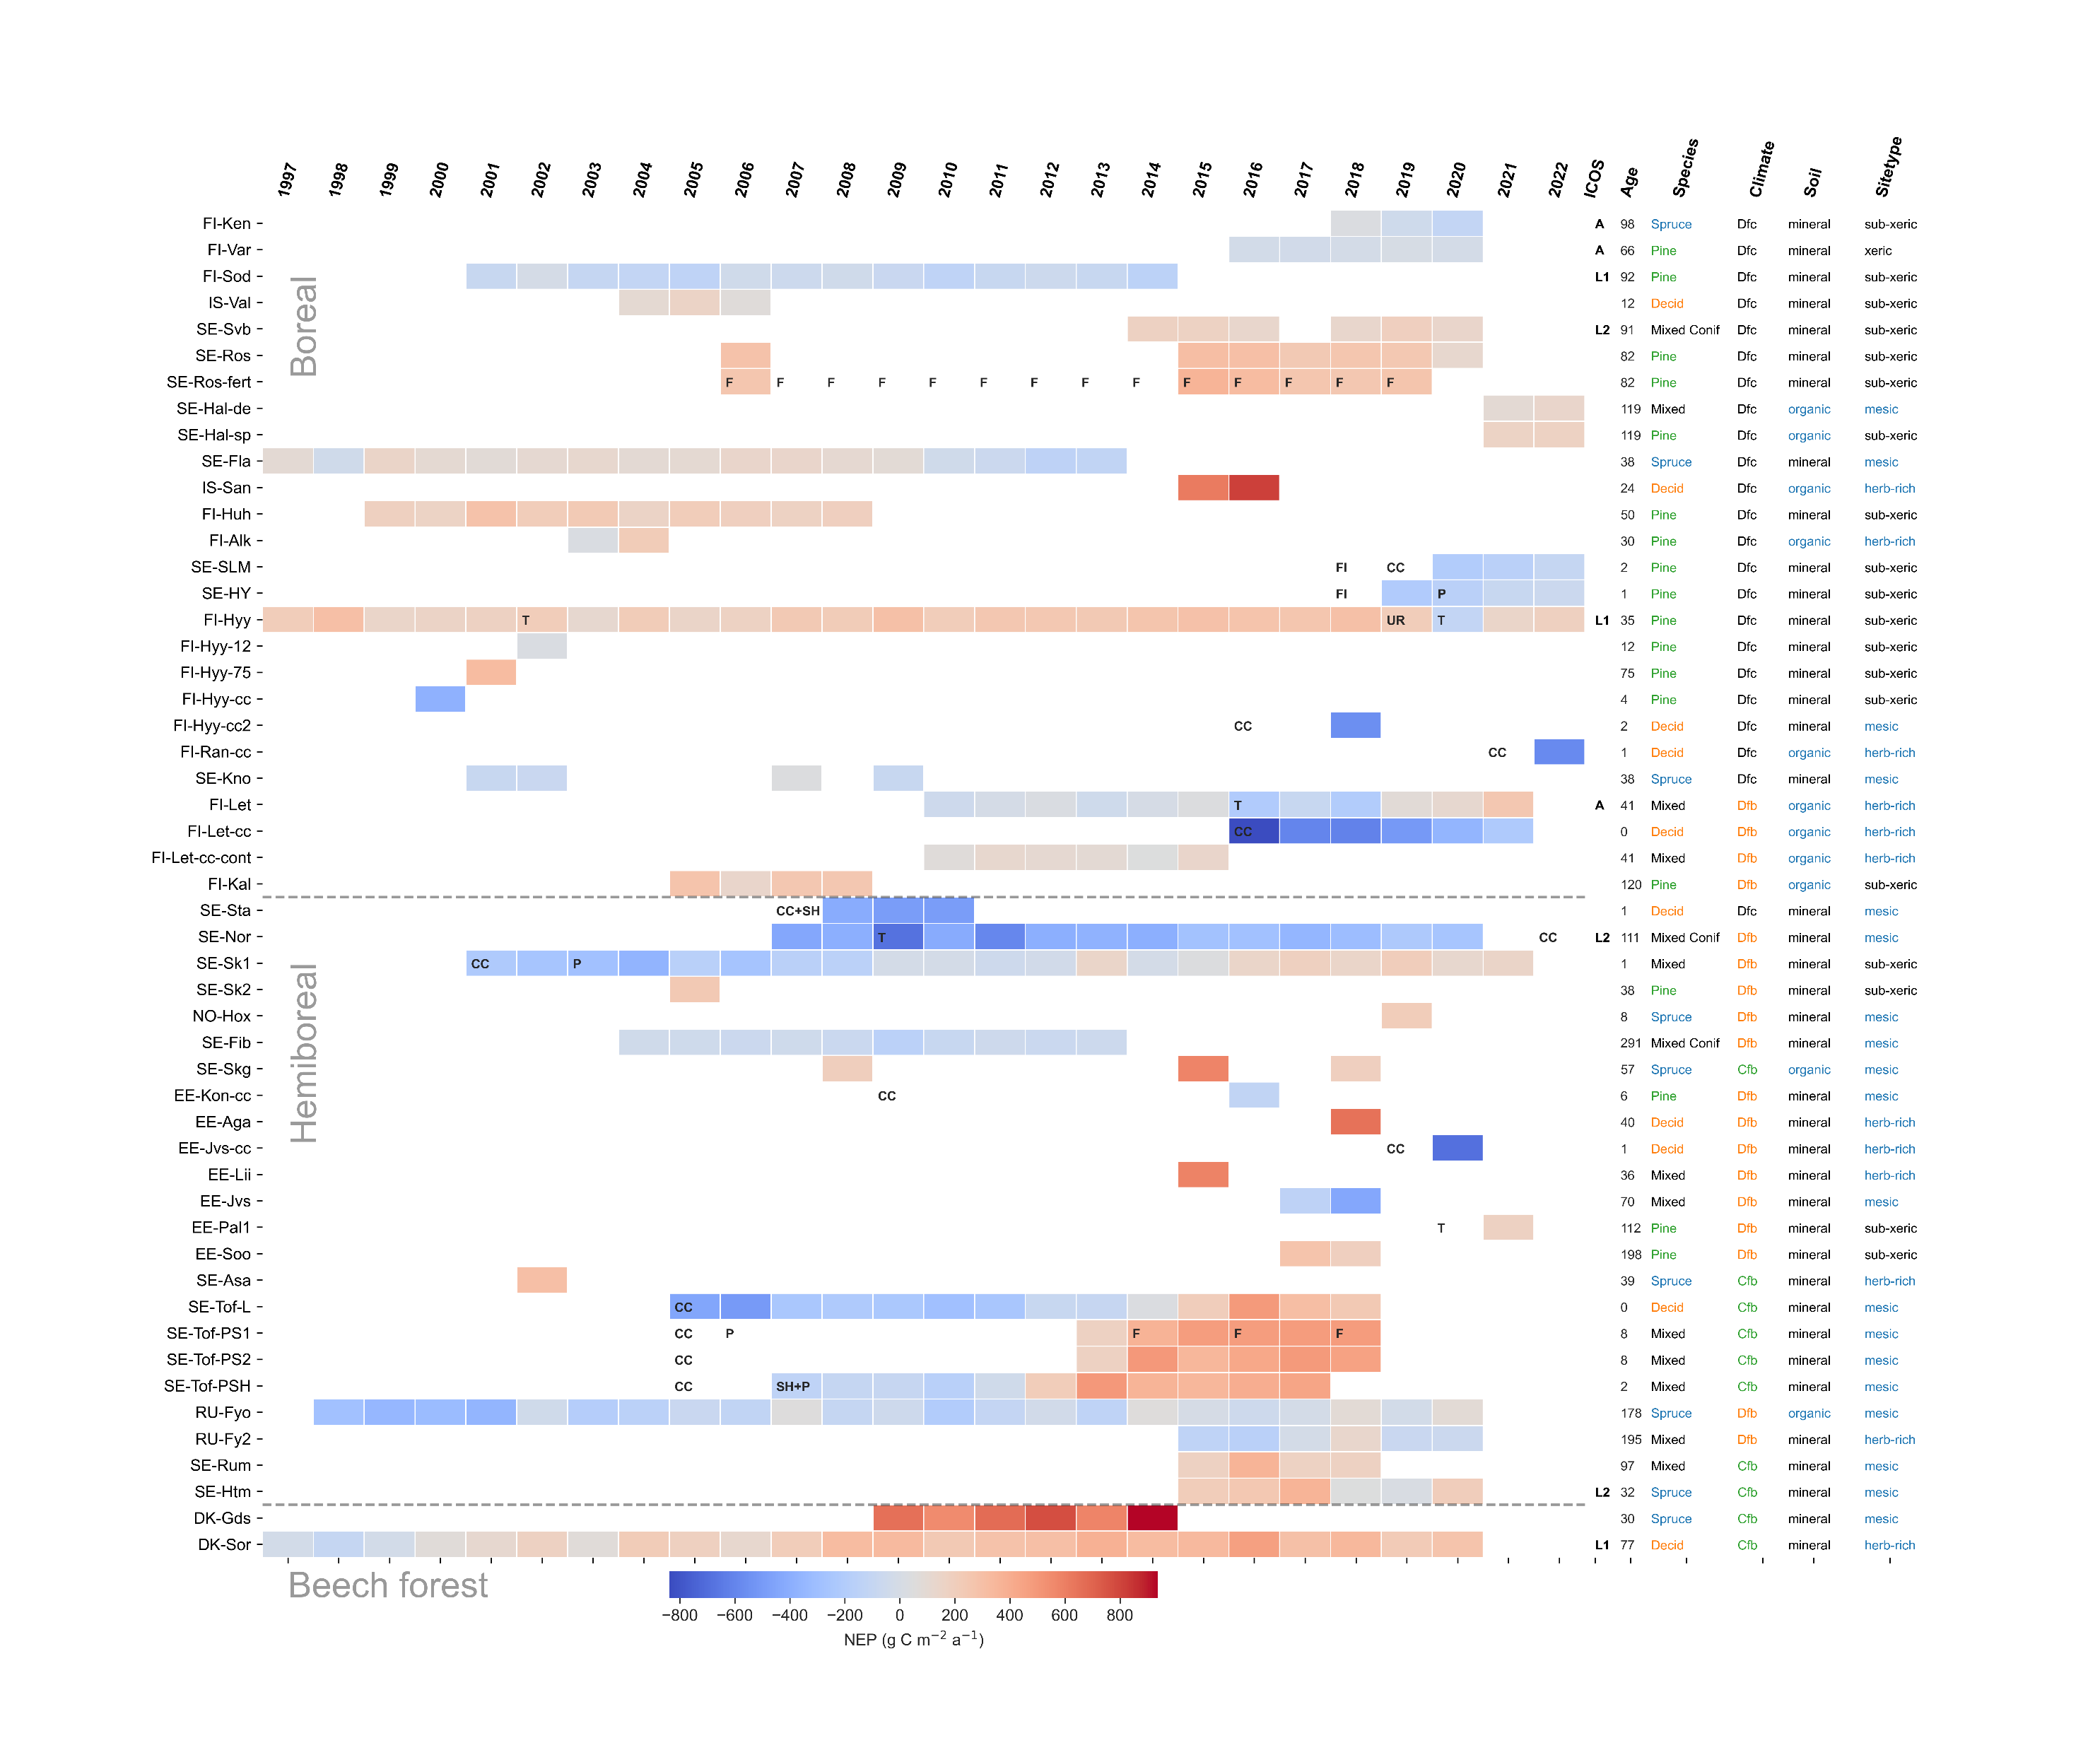 1997 1998 1999 2000 2001 2002 2003 2004 2005 2006 2007 2008 2009 2010 2011 2012 2013 2014 2015 2016 2017 2018 2019 2020 2021 2022 ICOS Age Species Climate Soil Sitetype
FI-Ken A 98 Spruce Dfc mineral sub-xeric
FI-Var A 66 Pine Dfc mineral xeric
FI-Sod L1 92 Pine Dfc mineral sub-xeric
IS-Val 12 Decid Dfc mineral sub-xeric
SE-Svb L2 91 Mixed Conif Dfc mineral sub-xeric
SE-Ros 82 Pine Dfc mineral sub-xeric
SE-Ros-fert F F F F F F F F F F F F F F 82 Pine Dfc mineral sub-xeric
SE-Hal-de 119 Mixed Dfc organic mesic
SE-Hal-sp 119 Pine Dfc organic sub-xeric
SE-Fla 38 Spruce Dfc mineral mesic
IS-San 24 Decid Dfc organic herb-rich
FI-Huh 50 Pine Dfc mineral sub-xeric
FI-Alk 30 Pine Dfc organic herb-rich
SE-SLM FI CC 2 Pine Dfc mineral sub-xeric
SE-HY FI P 1 Pine Dfc mineral sub-xeric
FI-Hyy T UR T L1 35 Pine Dfc mineral sub-xeric
FI-Hyy-12 12 Pine Dfc mineral sub-xeric
FI-Hyy-75 75 Pine Dfc mineral sub-xeric
FI-Hyy-cc 4 Pine Dfc mineral sub-xeric
FI-Hyy-cc2 CC 2 Decid Dfc mineral mesic
FI-Ran-cc CC 1 Decid Dfc organic herb-rich
SE-Kno 38 Spruce Dfc mineral mesic
FI-Let T A 41 Mixed Dfb organic herb-rich
FI-Let-cc CC 0 Decid Dfb organic herb-rich
FI-Let-cc-cont 41 Mixed Dfb organic herb-rich
FI-Kal 120 Pine Dfb organic sub-xeric
Boreal
SE-Sta CC+SH 1 Decid Dfc mineral mesic
SE-Nor T CC L2 111 Mixed Conif Dfb mineral mesic
SE-Sk1 CC P 1 Mixed Dfb mineral sub-xeric
SE-Sk2 38 Pine Dfb mineral sub-xeric
NO-Hox 8 Spruce Dfb mineral mesic
SE-Fib 291 Mixed Conif Dfb mineral mesic
SE-Skg 57 Spruce Cfb organic mesic
EE-Kon-cc CC 6 Pine Dfb mineral mesic
EE-Aga 40 Decid Dfb mineral herb-rich
EE-Jvs-cc CC 1 Decid Dfb mineral herb-rich
EE-Lii 36 Mixed Dfb mineral herb-rich
EE-Jvs 70 Mixed Dfb mineral mesic
EE-Pal1 T 112 Pine Dfb mineral sub-xeric
EE-Soo 198 Pine Dfb mineral sub-xeric
SE-Asa 39 Spruce Cfb mineral herb-rich
SE-Tof-L CC 0 Decid Cfb mineral mesic
SE-Tof-PS1 CC P F F F 8 Mixed Cfb mineral mesic
SE-Tof-PS2 CC 8 Mixed Cfb mineral mesic
SE-Tof-PSH CC SH+P 2 Mixed Cfb mineral mesic
RU-Fyo 178 Spruce Dfb organic mesic
RU-Fy2 195 Mixed Dfb mineral herb-rich
SE-Rum 97 Mixed Cfb mineral mesic
SE-Htm L2 32 Spruce Cfb mineral mesic
Hemiboreal
DK-Gds 30 Spruce Cfb mineral mesic
DK-Sor L1 77 Decid Cfb mineral herb-rich
Beech forest
−800 −600 −400 −200 0 200 400 600 800
NEP (g C m⁻² a⁻¹)